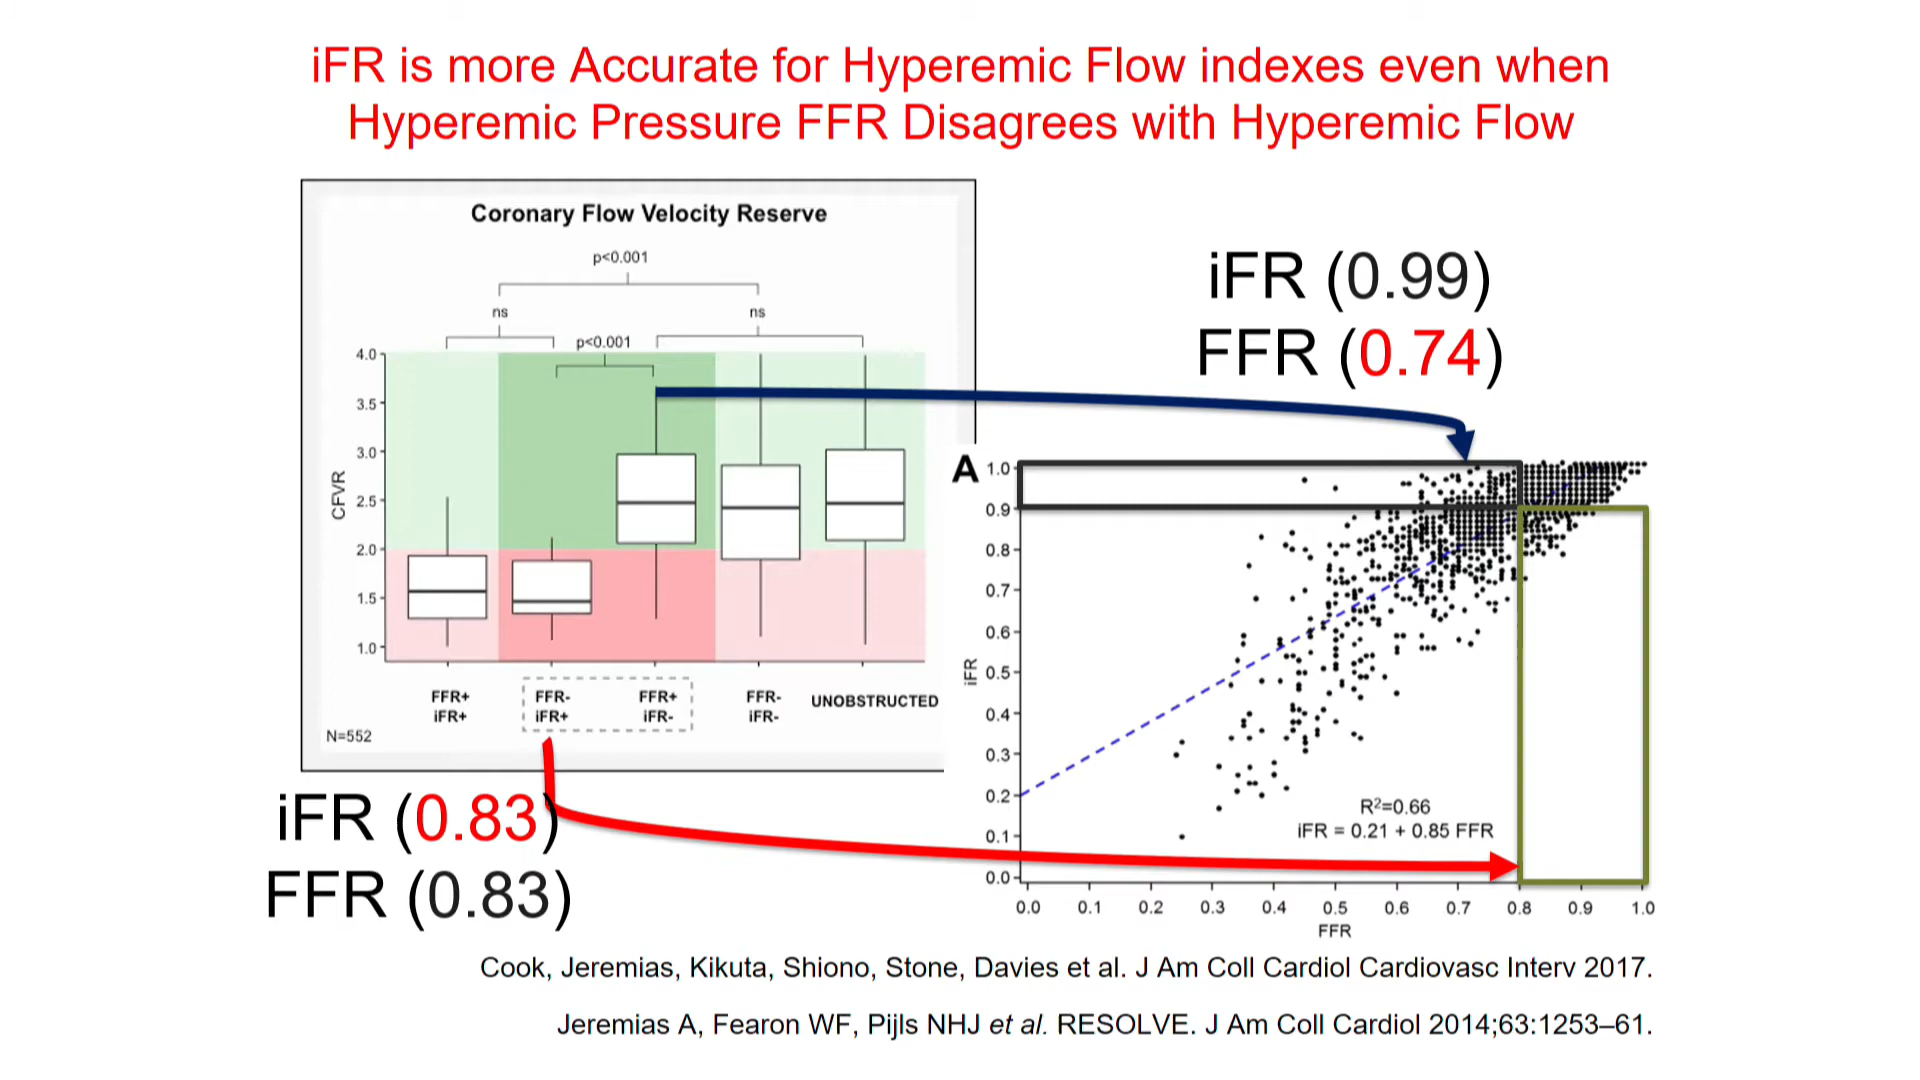 iFR is more Accurate for Hyperemic Flow indexes even when
Hyperemic Pressure FFR Disagrees with Hyperemic Flow
Coronary Flow Velocity Reserve
p<0.001
ns
ns
p<0.001
4.0
3.5
3.0
2.5
2.0
1.5
1.0
CFVR
FFR+ FFR- FFR+ FFR- UNOBSTRUCTED
iFR+ iFR+ iFR- iFR-
N=552
iFR (0.99)
FFR (0.74)
A
1.0
0.9
0.8
0.7
0.6
0.5
0.4
0.3
0.2
0.1
0.0
iFR
R²=0.66
iFR = 0.21 + 0.85 FFR
0.0 0.1 0.2 0.3 0.4 0.5 0.6 0.7 0.8 0.9 1.0
FFR
iFR (0.83)
FFR (0.83)
Cook, Jeremias, Kikuta, Shiono, Stone, Davies et al. J Am Coll Cardiol Cardiovasc Interv 2017.
Jeremias A, Fearon WF, Pijls NHJ et al. RESOLVE. J Am Coll Cardiol 2014;63:1253–61.